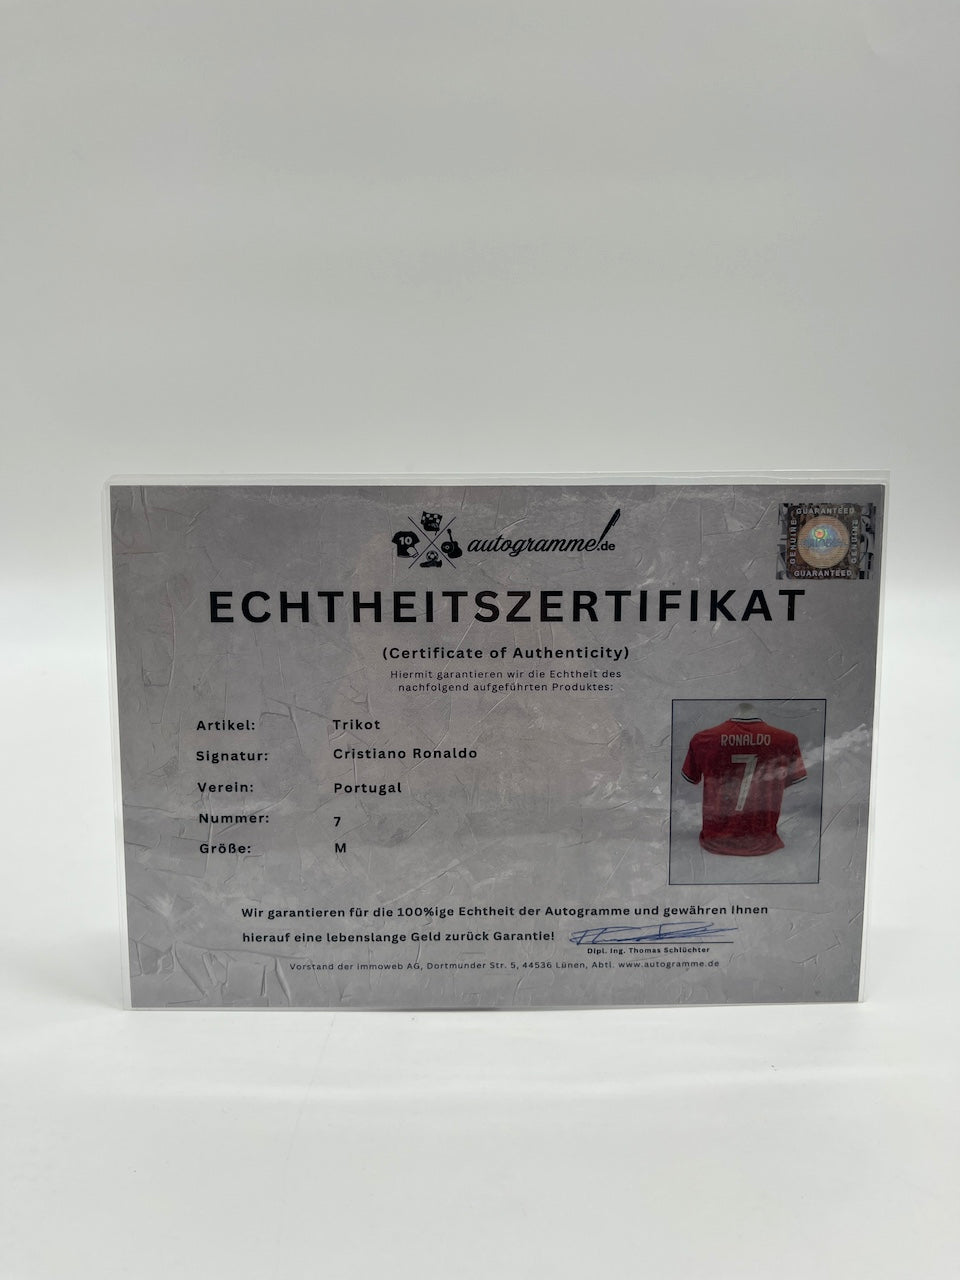 10
autogramme!.de
GUARANTEED
GENUINE
GENUINE
GUARANTEED
ECHTHEITSZERTIFIKAT
(Certificate of Authenticity)
Hiermit garantieren wir die Echtheit des
nachfolgend aufgeführten Produktes:
Artikel: Trikot
Signatur: Cristiano Ronaldo
Verein: Portugal
Nummer: 7
Größe: M
RONALDO
7
Wir garantieren für die 100%ige Echtheit der Autogramme und gewähren Ihnen
hierauf eine lebenslange Geld zurück Garantie!
Dipl. Ing. Thomas Schlüchter
Vorstand der immoweb AG, Dortmunder Str. 5, 44536 Lünen, Abtl. www.autogramme.de